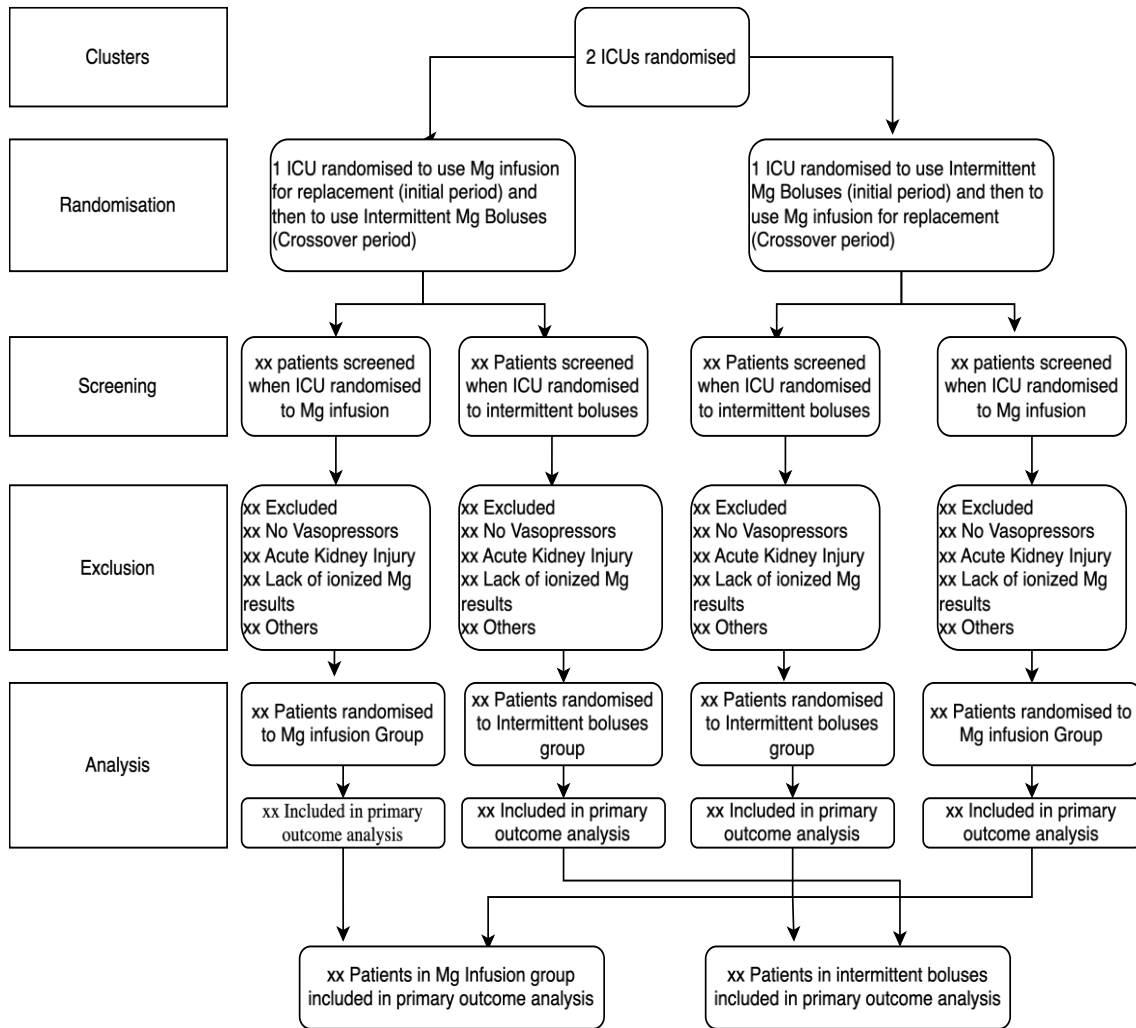 Clusters
2 ICUs randomised
Randomisation
1 ICU randomised to use Mg infusion
for replacement (initial period) and
then to use Intermittent Mg Boluses
(Crossover period)
1 ICU randomised to use Intermittent
Mg Boluses (initial period) and then to
use Mg infusion for replacement
(Crossover period)
Screening
xx patients screened
when ICU randomised
to Mg infusion
xx Patients screened
when ICU randomised
to intermittent boluses
xx Patients screened
when ICU randomised
to intermittent boluses
xx patients screened
when ICU randomised
to Mg infusion
Exclusion
xx Excluded
xx No Vasopressors
xx Acute Kidney Injury
xx Lack of ionized Mg
results
xx Others
xx Excluded
xx No Vasopressors
xx Acute Kidney Injury
xx Lack of ionized Mg
results
xx Others
xx Excluded
xx No Vasopressors
xx Acute Kidney Injury
xx Lack of ionized Mg
results
xx Others
xx Excluded
xx No Vasopressors
xx Acute Kidney Injury
xx Lack of ionized Mg
results
xx Others
Analysis
xx Patients randomised
to Mg infusion Group
xx Patients randomised
to Intermittent boluses
group
xx Patients randomised
to Intermittent boluses
group
xx Patients randomised to
Mg infusion Group
xx Included in primary
outcome analysis
xx Included in primary
outcome analysis
xx Included in primary
outcome analysis
xx Included in primary
outcome analysis
xx Patients in Mg Infusion group
included in primary outcome analysis
xx Patients in intermittent boluses
included in primary outcome analysis